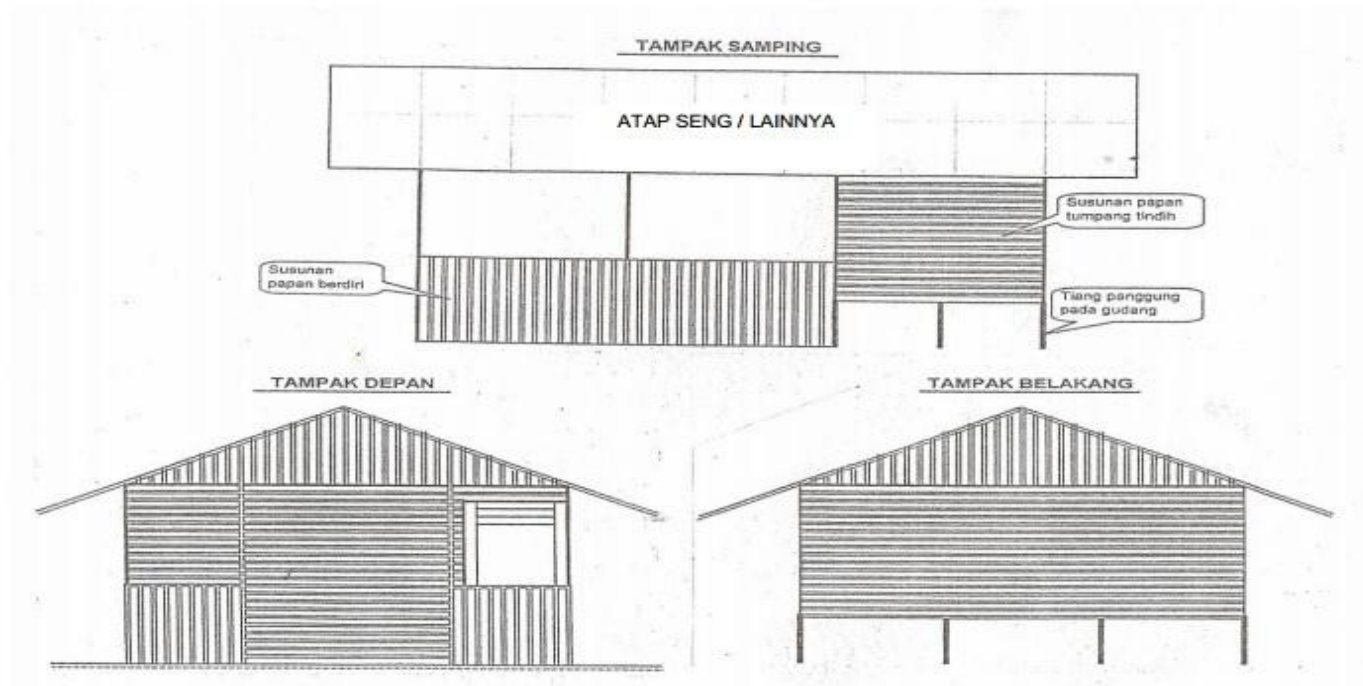 TAMPAK SAMPING
ATAP SENG / LAINNYA
Susunan papan
tumpang tindih
Susunan
papan berdiri
Tiang panggung
pada gudang
TAMPAK DEPAN
TAMPAK BELAKANG